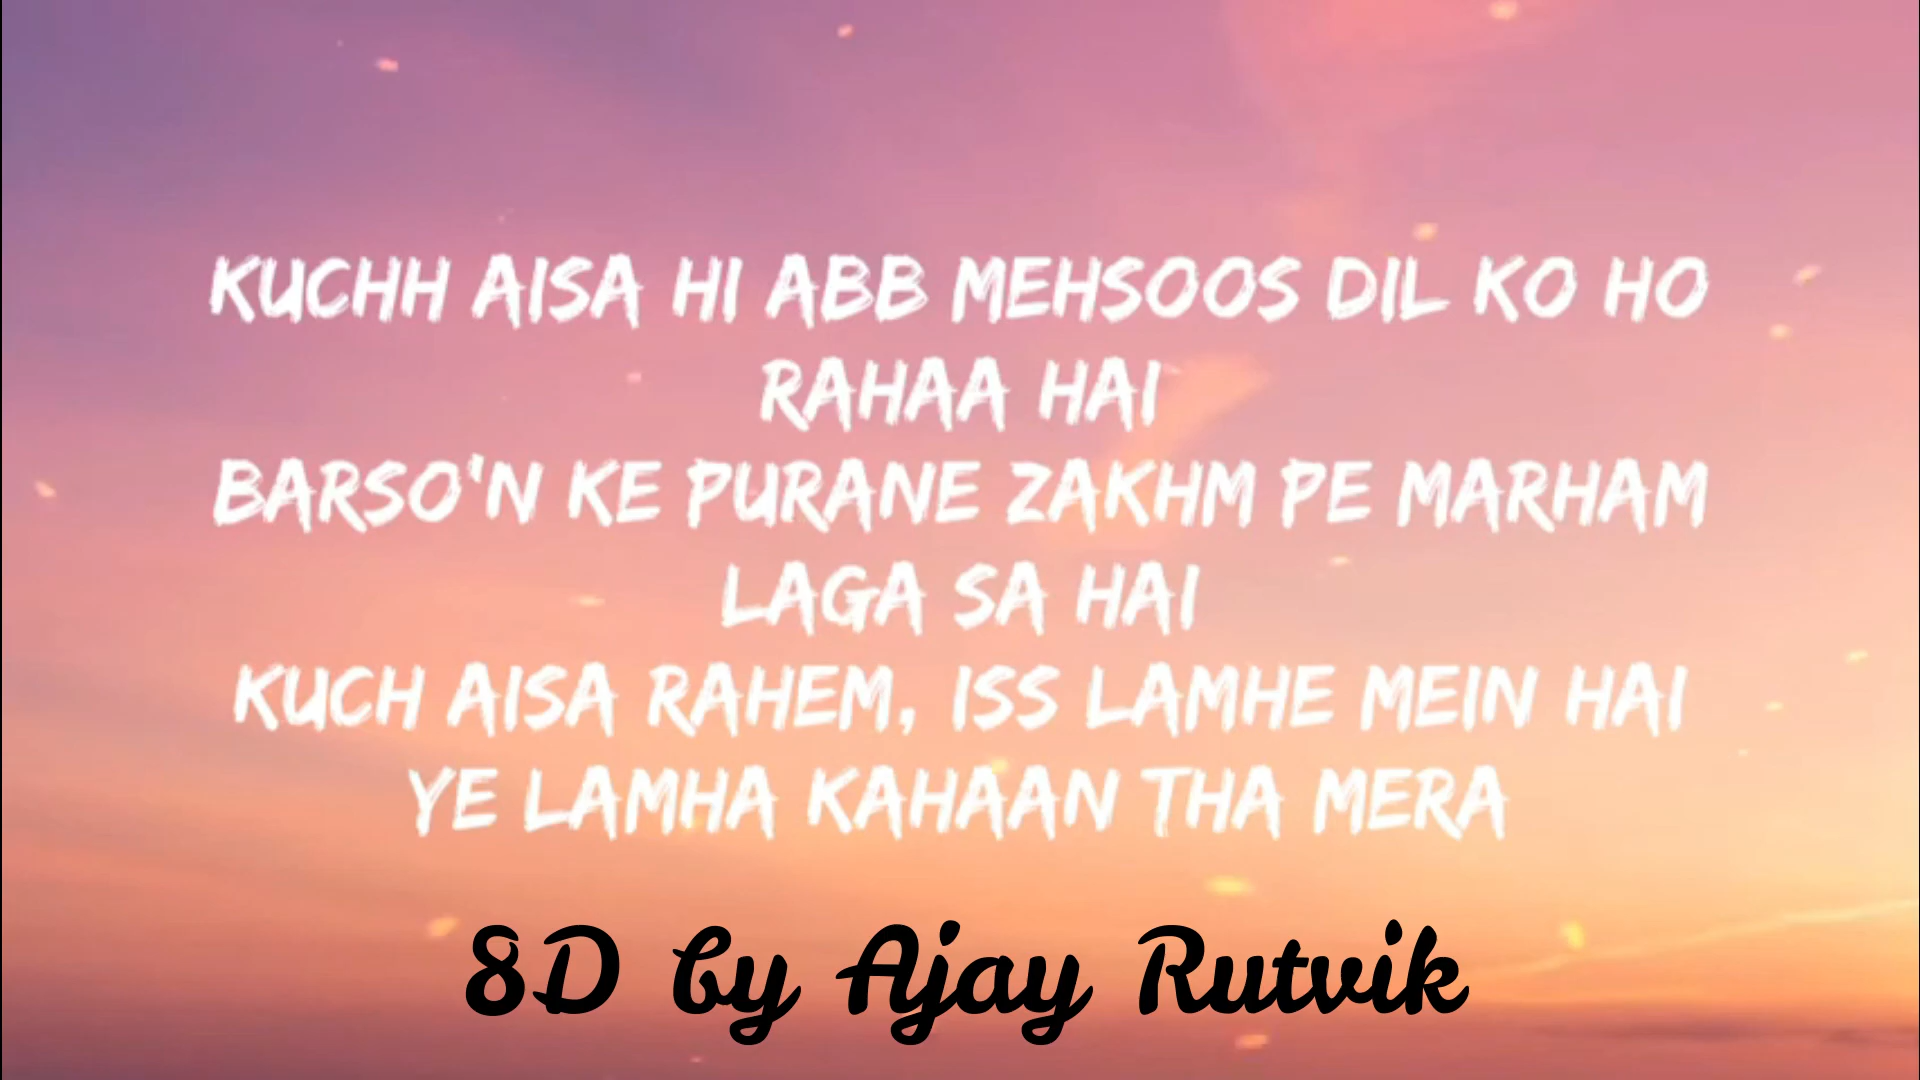 KUCHH AISA HI ABB MEHSOOS DIL KO HO
RAHAA HAI
BARSO'N KE PURANE ZAKHM PE MARHAM
LAGA SA HAI
KUCH AISA RAHEM, ISS LAMHE MEIN HAI
YE LAMHA KAHAAN THA MERA
8D by Ajay Rutvik